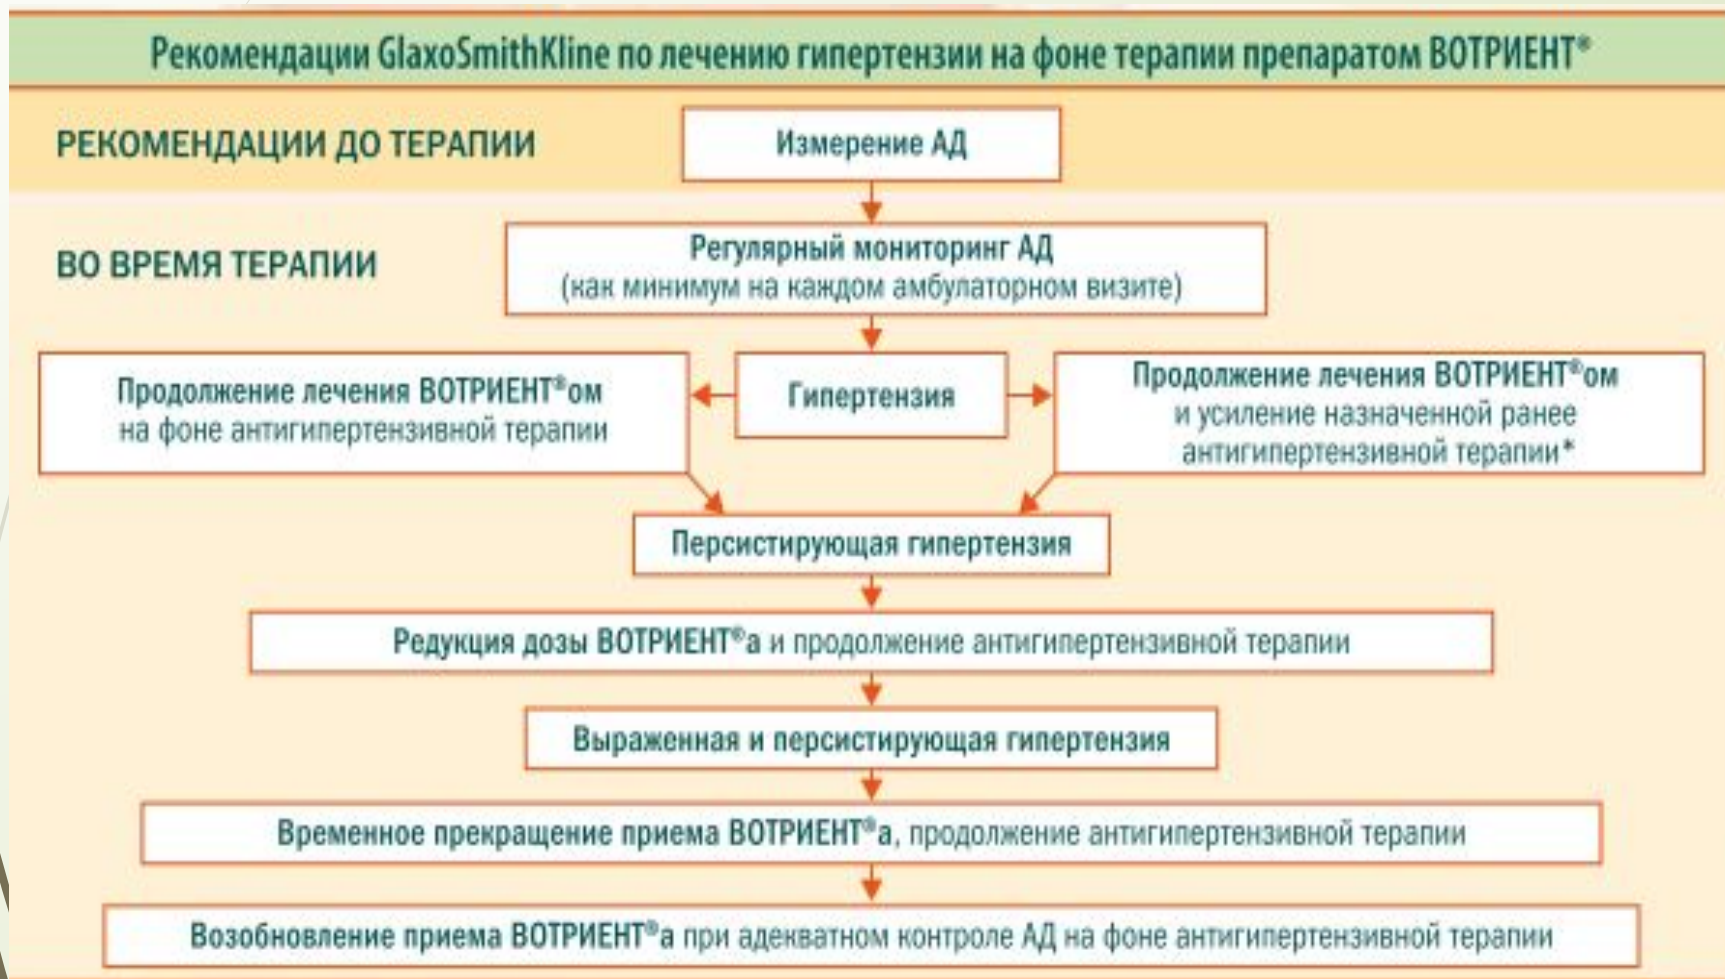 Рекомендации GlaxoSmithKline по лечению гипертензии на фоне терапии препаратом ВОТРИЕНТ®
РЕКОМЕНДАЦИИ ДО ТЕРАПИИ
Измерение АД
ВО ВРЕМЯ ТЕРАПИИ
Регулярный мониторинг АД
(как минимум на каждом амбулаторном визите)
Продолжение лечения ВОТРИЕНТ®ом
на фоне антигипертензивной терапии
Гипертензия
Продолжение лечения ВОТРИЕНТ®ом
и усиление назначенной ранее
антигипертензивной терапии*
Персистирующая гипертензия
Редукция дозы ВОТРИЕНТ®а и продолжение антигипертензивной терапии
Выраженная и персистирующая гипертензия
Временное прекращение приема ВОТРИЕНТ®а, продолжение антигипертензивной терапии
Возобновление приема ВОТРИЕНТ®а при адекватном контроле АД на фоне антигипертензивной терапии